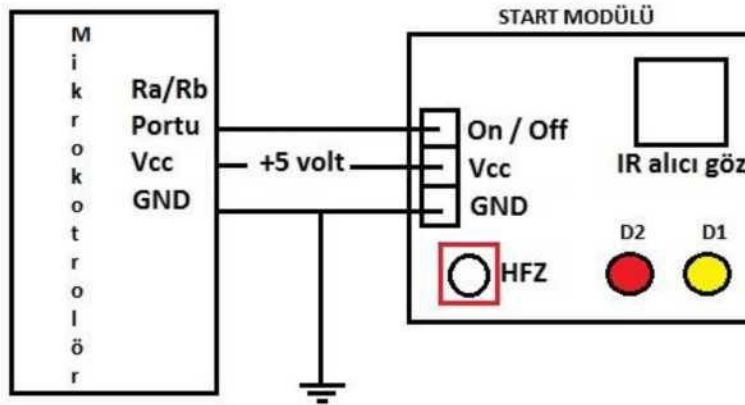 START MODÜLÜ
Mikrokotrolör
Ra/Rb
Portu
Vcc
GND
+5 volt
On / Off
Vcc
GND
IR alıcı göz
HFZ
D2
D1